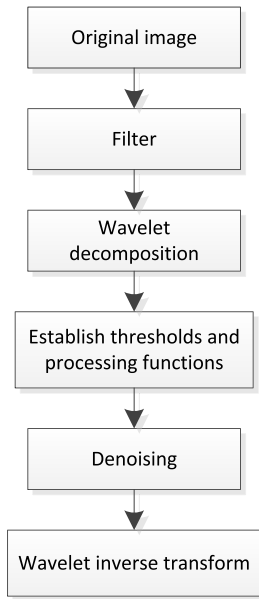 Original image
Filter
Wavelet
decomposition
Establish thresholds and
processing functions
Denoising
Wavelet inverse transform